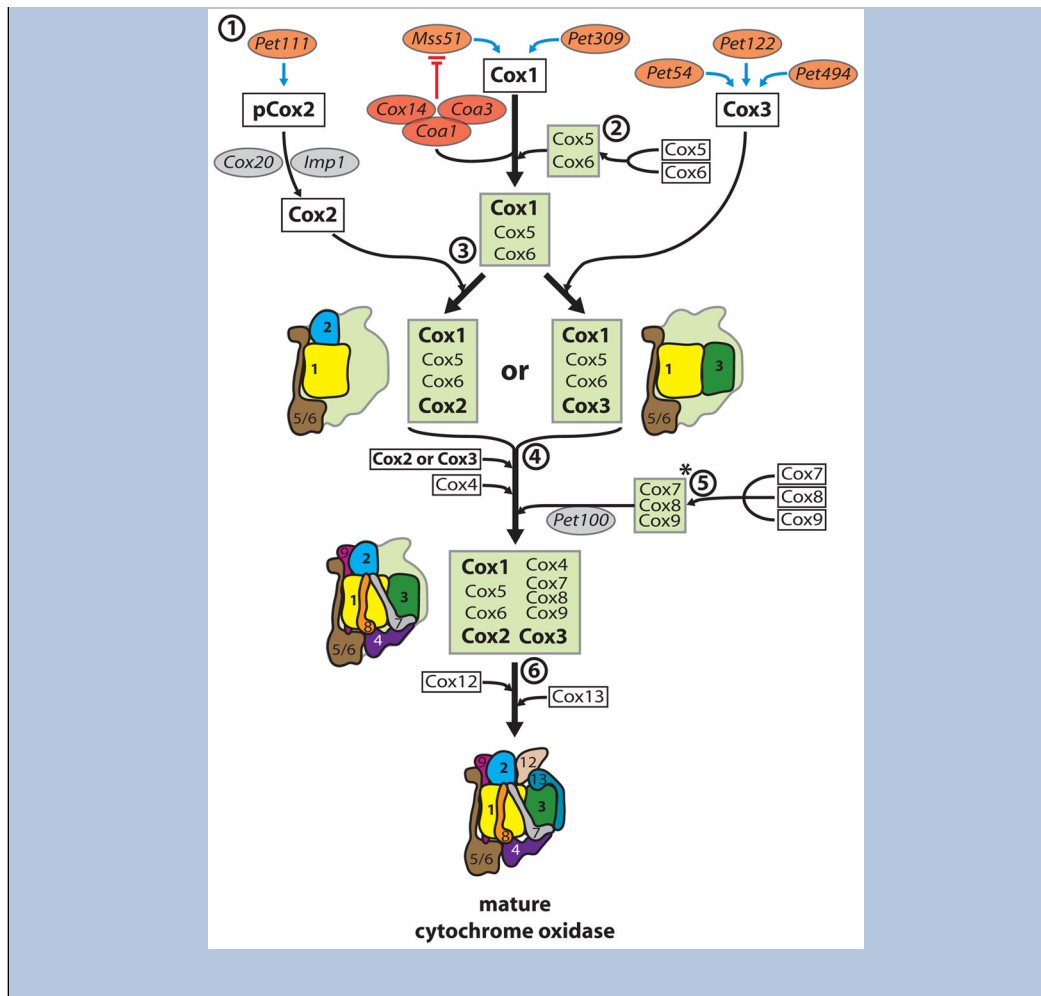 1
Pet111
Mss51
Pet309
Pet122
Pet54
Pet494
Cox1
pCox2
Cox3
Cox14
Coa3
Coa1
2
Cox5
Cox6
Cox5
Cox6
Cox20
Imp1
Cox2
Cox1
Cox5
Cox6
3
2
1
5/6
Cox1
Cox5
Cox6
Cox2
or
Cox1
Cox5
Cox6
Cox3
1
3
5/6
Cox2 or Cox3
4
Cox4
*
5
Cox7
Cox8
Cox9
Cox7
Cox8
Cox9
Pet100
9
2
1
3
8
7
4
5/6
Cox1
Cox5
Cox6
Cox4
Cox7
Cox8
Cox9
Cox2 Cox3
6
Cox12
Cox13
9
2
12
13
1
3
8
7
4
5/6
mature
cytochrome oxidase